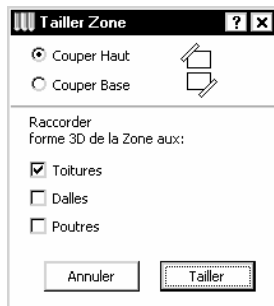 Tailler Zone
Couper Haut
Couper Base
Raccorder
forme 3D de la Zone aux:
Toitures
Dalles
Poutres
Annuler
Tailler